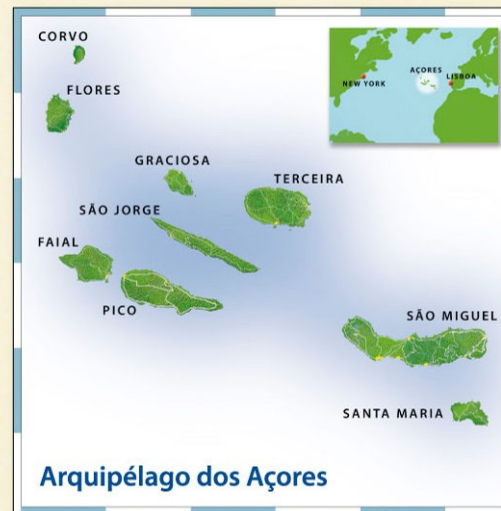 CORVO
FLORES
AÇORES
NEW YORK
LISBOA
GRACIOSA
TERCEIRA
SÃO JORGE
FAIAL
PICO
SÃO MIGUEL
SANTA MARIA
Arquipélago dos Açores